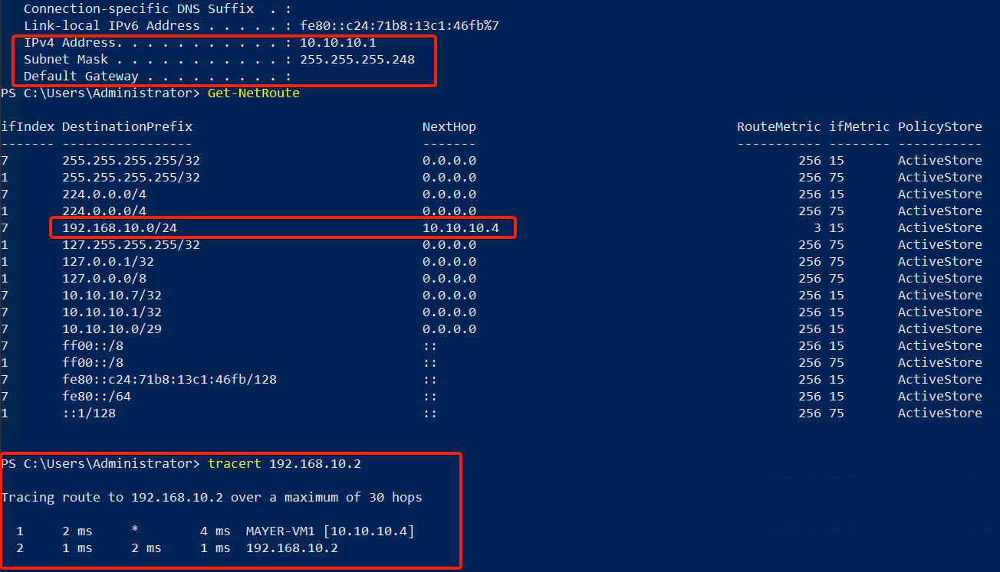 Connection-specific DNS Suffix  . :
Link-local IPv6 Address . . . . . : fe80::c24:71b8:13c1:46fb%7
IPv4 Address. . . . . . . . . . . : 10.10.10.1
Subnet Mask . . . . . . . . . . . : 255.255.255.248
Default Gateway . . . . . . . . . :
PS C:\Users\Administrator> Get-NetRoute
ifIndex DestinationPrefix NextHop RouteMetric ifMetric PolicyStore
------- ----------------- ------- ----------- -------- -----------
7 255.255.255.255/32 0.0.0.0 256 15 ActiveStore
1 255.255.255.255/32 0.0.0.0 256 75 ActiveStore
7 224.0.0.0/4 0.0.0.0 256 15 ActiveStore
1 224.0.0.0/4 0.0.0.0 256 75 ActiveStore
7 192.168.10.0/24 10.10.10.4 3 15 ActiveStore
1 127.255.255.255/32 0.0.0.0 256 75 ActiveStore
1 127.0.0.1/32 0.0.0.0 256 75 ActiveStore
1 127.0.0.0/8 0.0.0.0 256 75 ActiveStore
7 10.10.10.7/32 0.0.0.0 256 15 ActiveStore
7 10.10.10.1/32 0.0.0.0 256 15 ActiveStore
7 10.10.10.0/29 0.0.0.0 256 15 ActiveStore
7 ff00::/8 :: 256 15 ActiveStore
1 ff00::/8 :: 256 75 ActiveStore
7 fe80::c24:71b8:13c1:46fb/128 :: 256 15 ActiveStore
7 fe80::/64 :: 256 15 ActiveStore
1 ::1/128 :: 256 75 ActiveStore
PS C:\Users\Administrator> tracert 192.168.10.2
Tracing route to 192.168.10.2 over a maximum of 30 hops
1 2 ms * 4 ms MAYER-VM1 [10.10.10.4]
2 1 ms 2 ms 1 ms 192.168.10.2